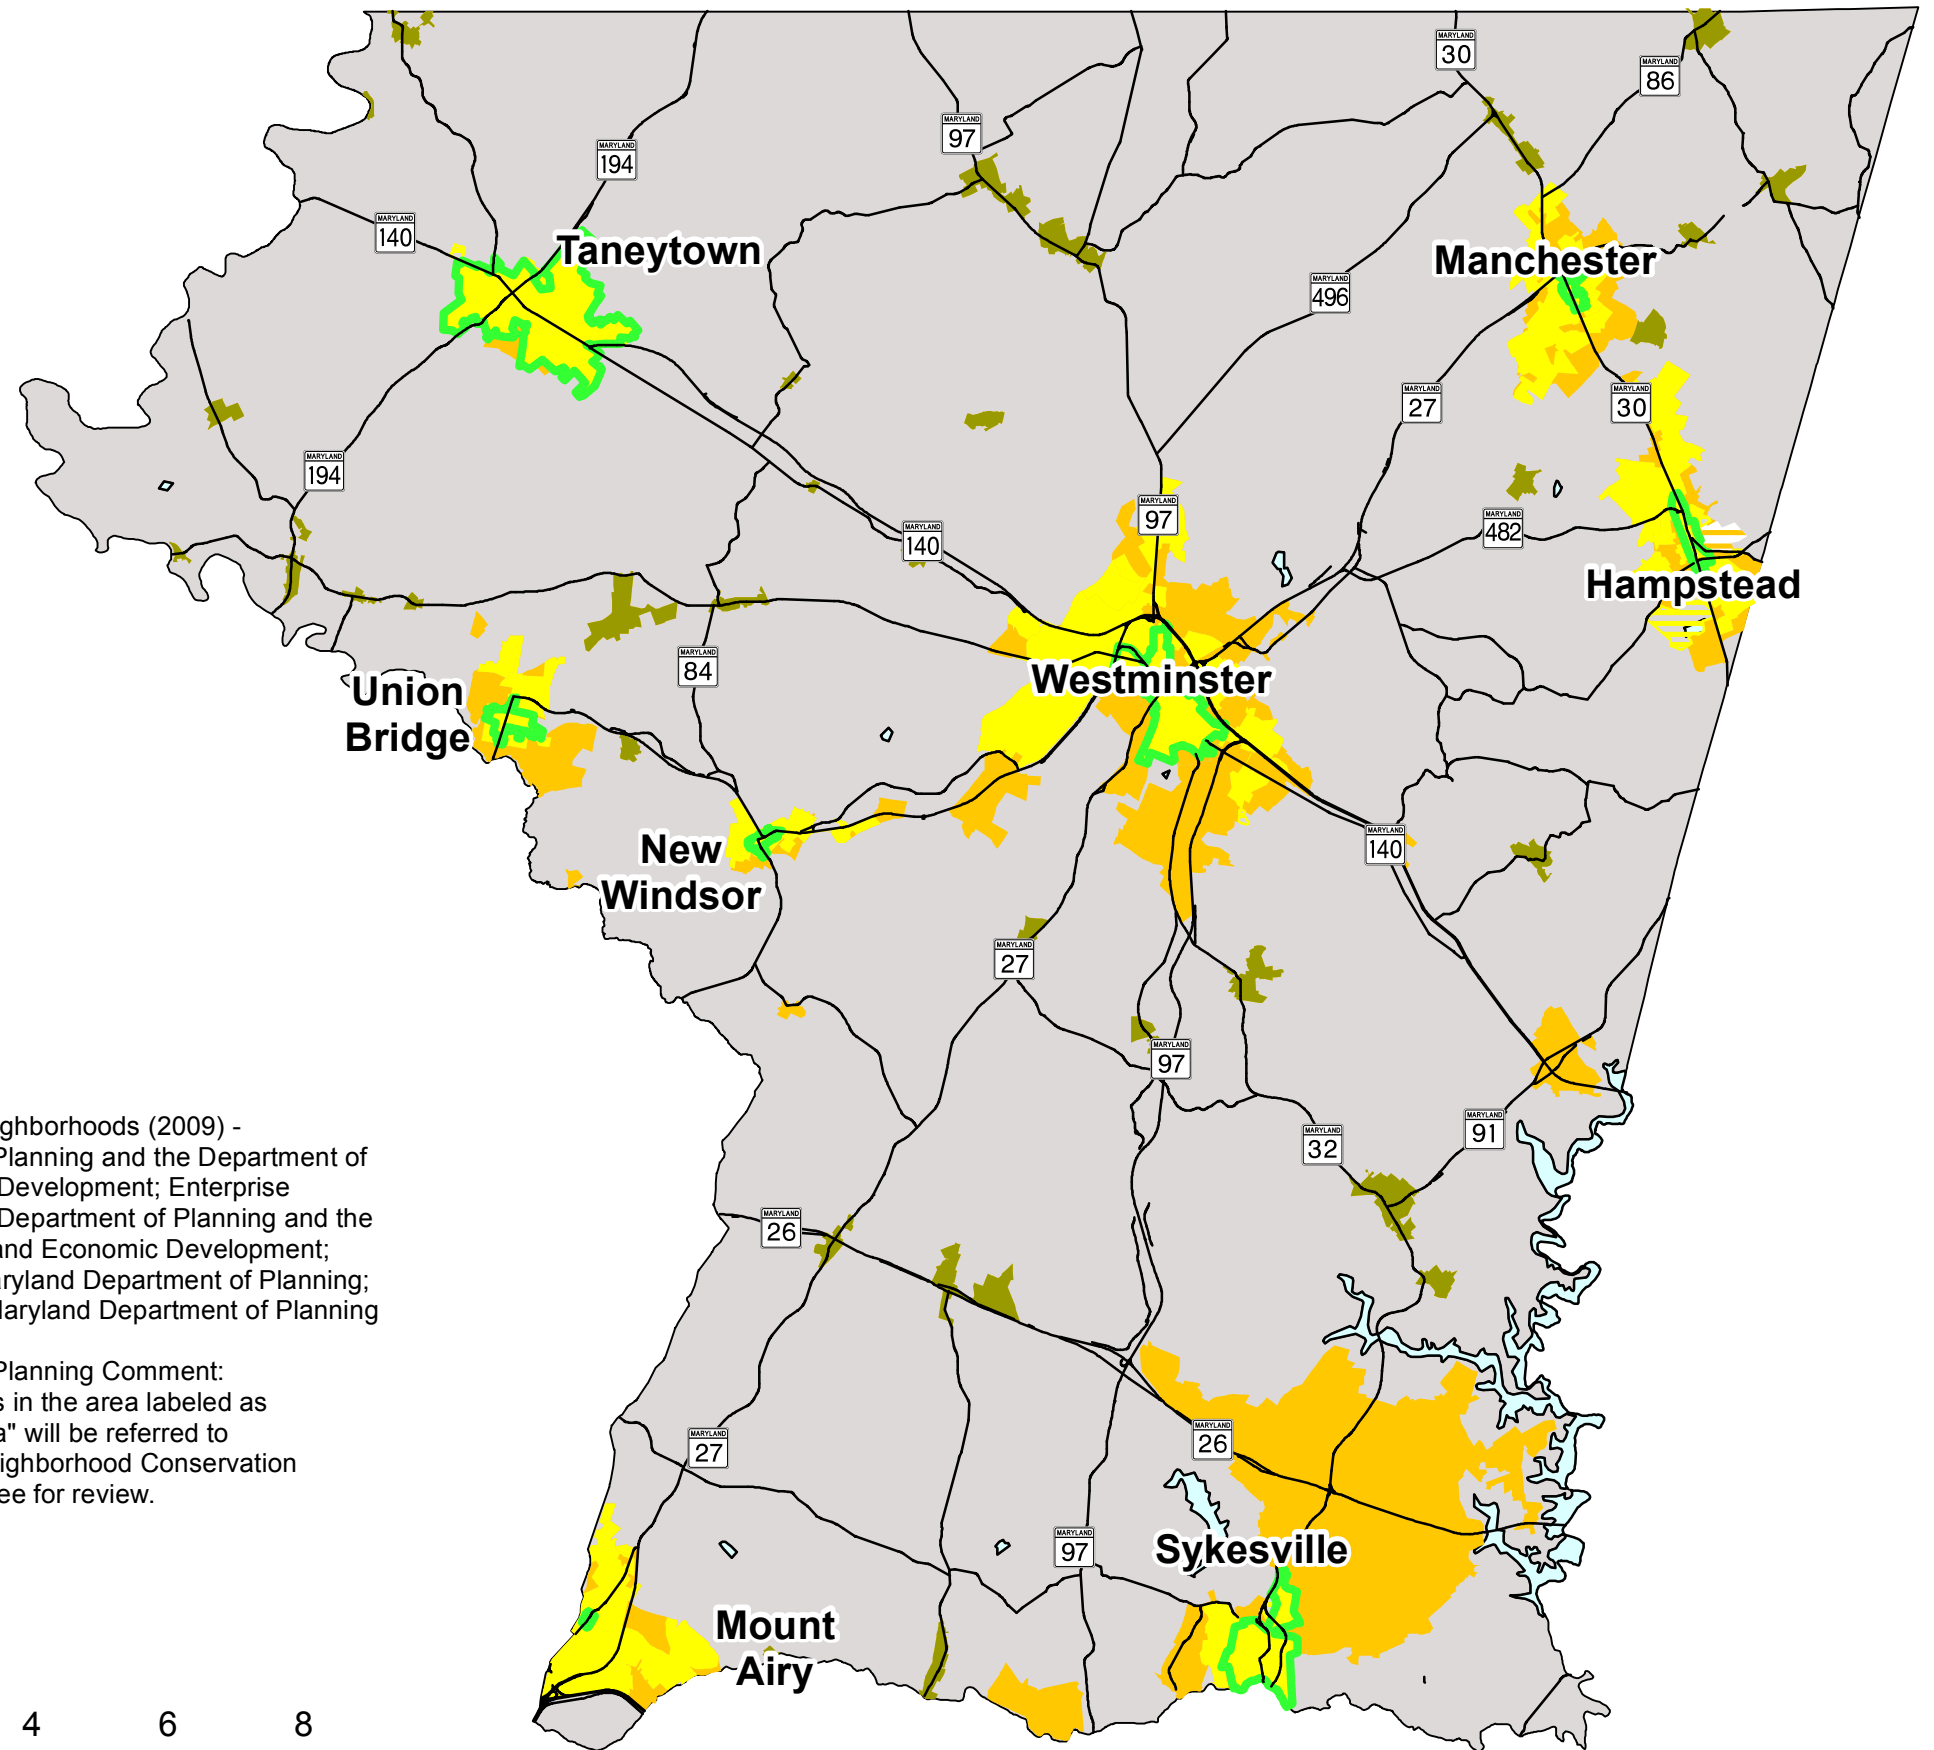 MARYLAND
30
MARYLAND
86
MARYLAND
97
MARYLAND
194
MARYLAND
140
Taneytown
Manchester
MARYLAND
496
MARYLAND
27
MARYLAND
30
MARYLAND
194
MARYLAND
97
MARYLAND
482
MARYLAND
140
Hampstead
MARYLAND
84
Westminster
Union
Bridge
New
Windsor
MARYLAND
140
MARYLAND
27
MARYLAND
97
MARYLAND
32
MARYLAND
91
ghborhoods (2009) -
Planning and the Department of
Development; Enterprise
Department of Planning and the
and Economic Development;
aryland Department of Planning;
Maryland Department of Planning
Planning Comment:
s in the area labeled as
a" will be referred to
eighborhood Conservation
ee for review.
MARYLAND
26
MARYLAND
27
MARYLAND
26
MARYLAND
97
Sykesville
Mount
Airy
4 6 8